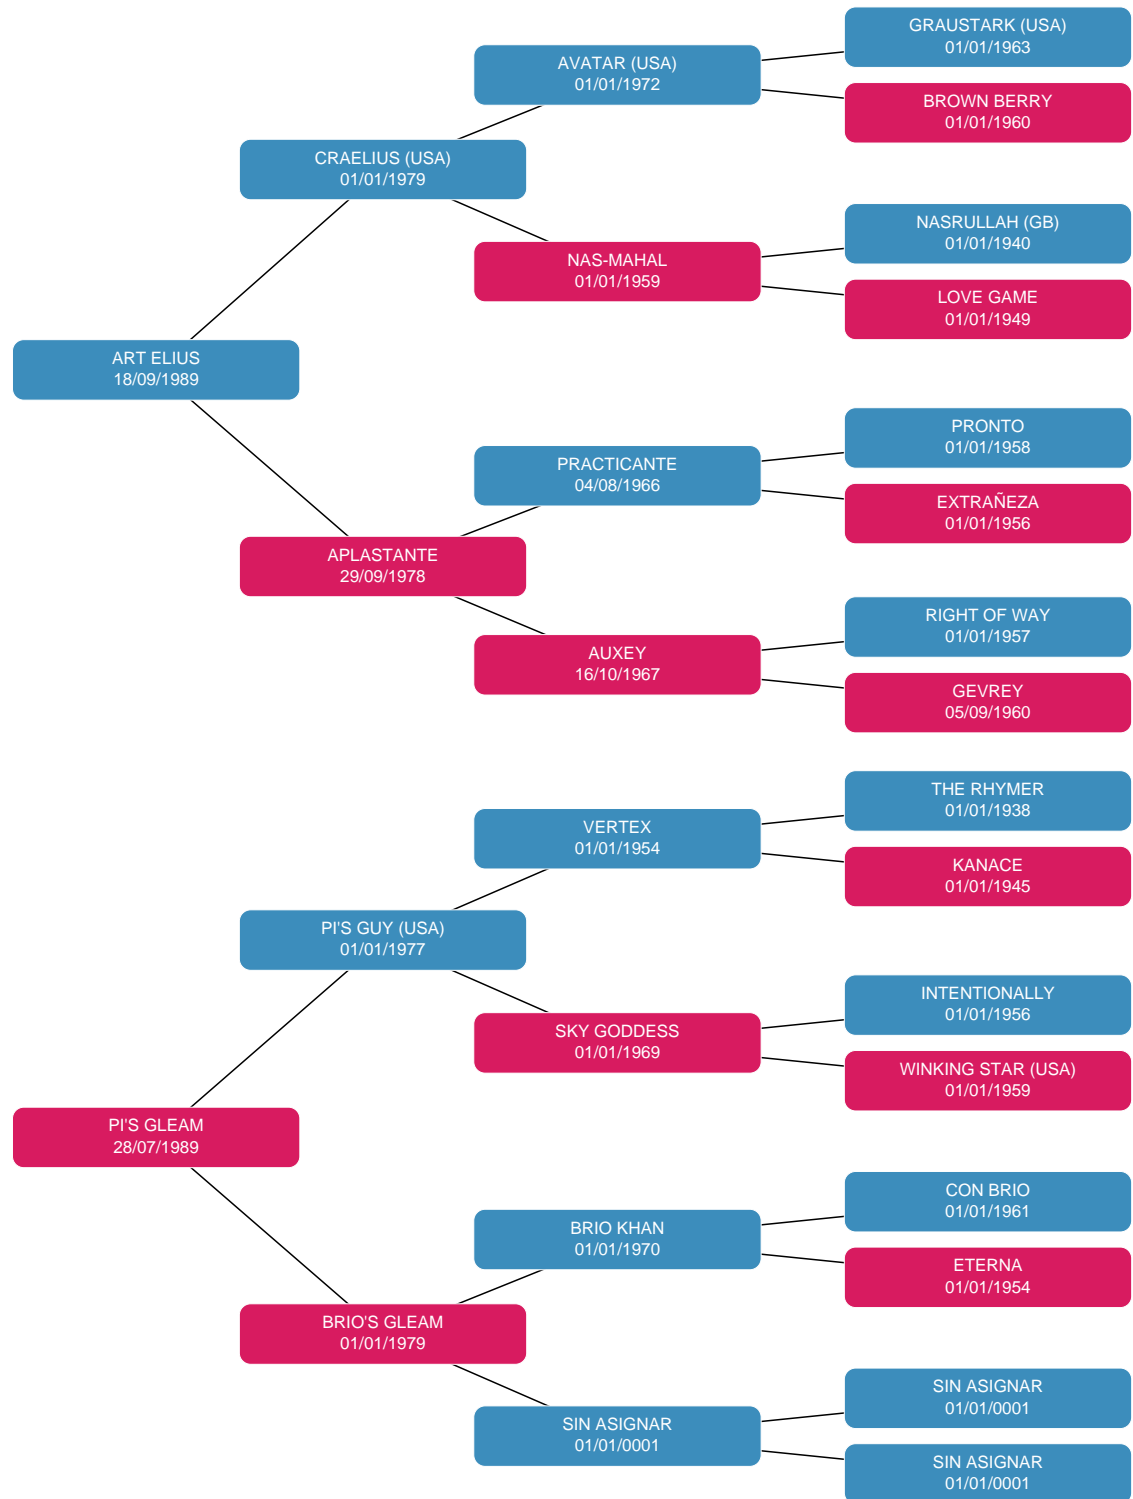 GRAUSTARK (USA)
01/01/1963
AVATAR (USA)
01/01/1972
BROWN BERRY
01/01/1960
CRAELIUS (USA)
01/01/1979
NASRULLAH (GB)
01/01/1940
NAS-MAHAL
01/01/1959
LOVE GAME
01/01/1949
ART ELIUS
18/09/1989
PRONTO
01/01/1958
PRACTICANTE
04/08/1966
EXTRAÑEZA
01/01/1956
APLASTANTE
29/09/1978
RIGHT OF WAY
01/01/1957
AUXEY
16/10/1967
GEVREY
05/09/1960
THE RHYMER
01/01/1938
VERTEX
01/01/1954
KANACE
01/01/1945
PI'S GUY (USA)
01/01/1977
INTENTIONALLY
01/01/1956
SKY GODDESS
01/01/1969
WINKING STAR (USA)
01/01/1959
PI'S GLEAM
28/07/1989
CON BRIO
01/01/1961
BRIO KHAN
01/01/1970
ETERNA
01/01/1954
BRIO'S GLEAM
01/01/1979
SIN ASIGNAR
01/01/0001
SIN ASIGNAR
01/01/0001
SIN ASIGNAR
01/01/0001